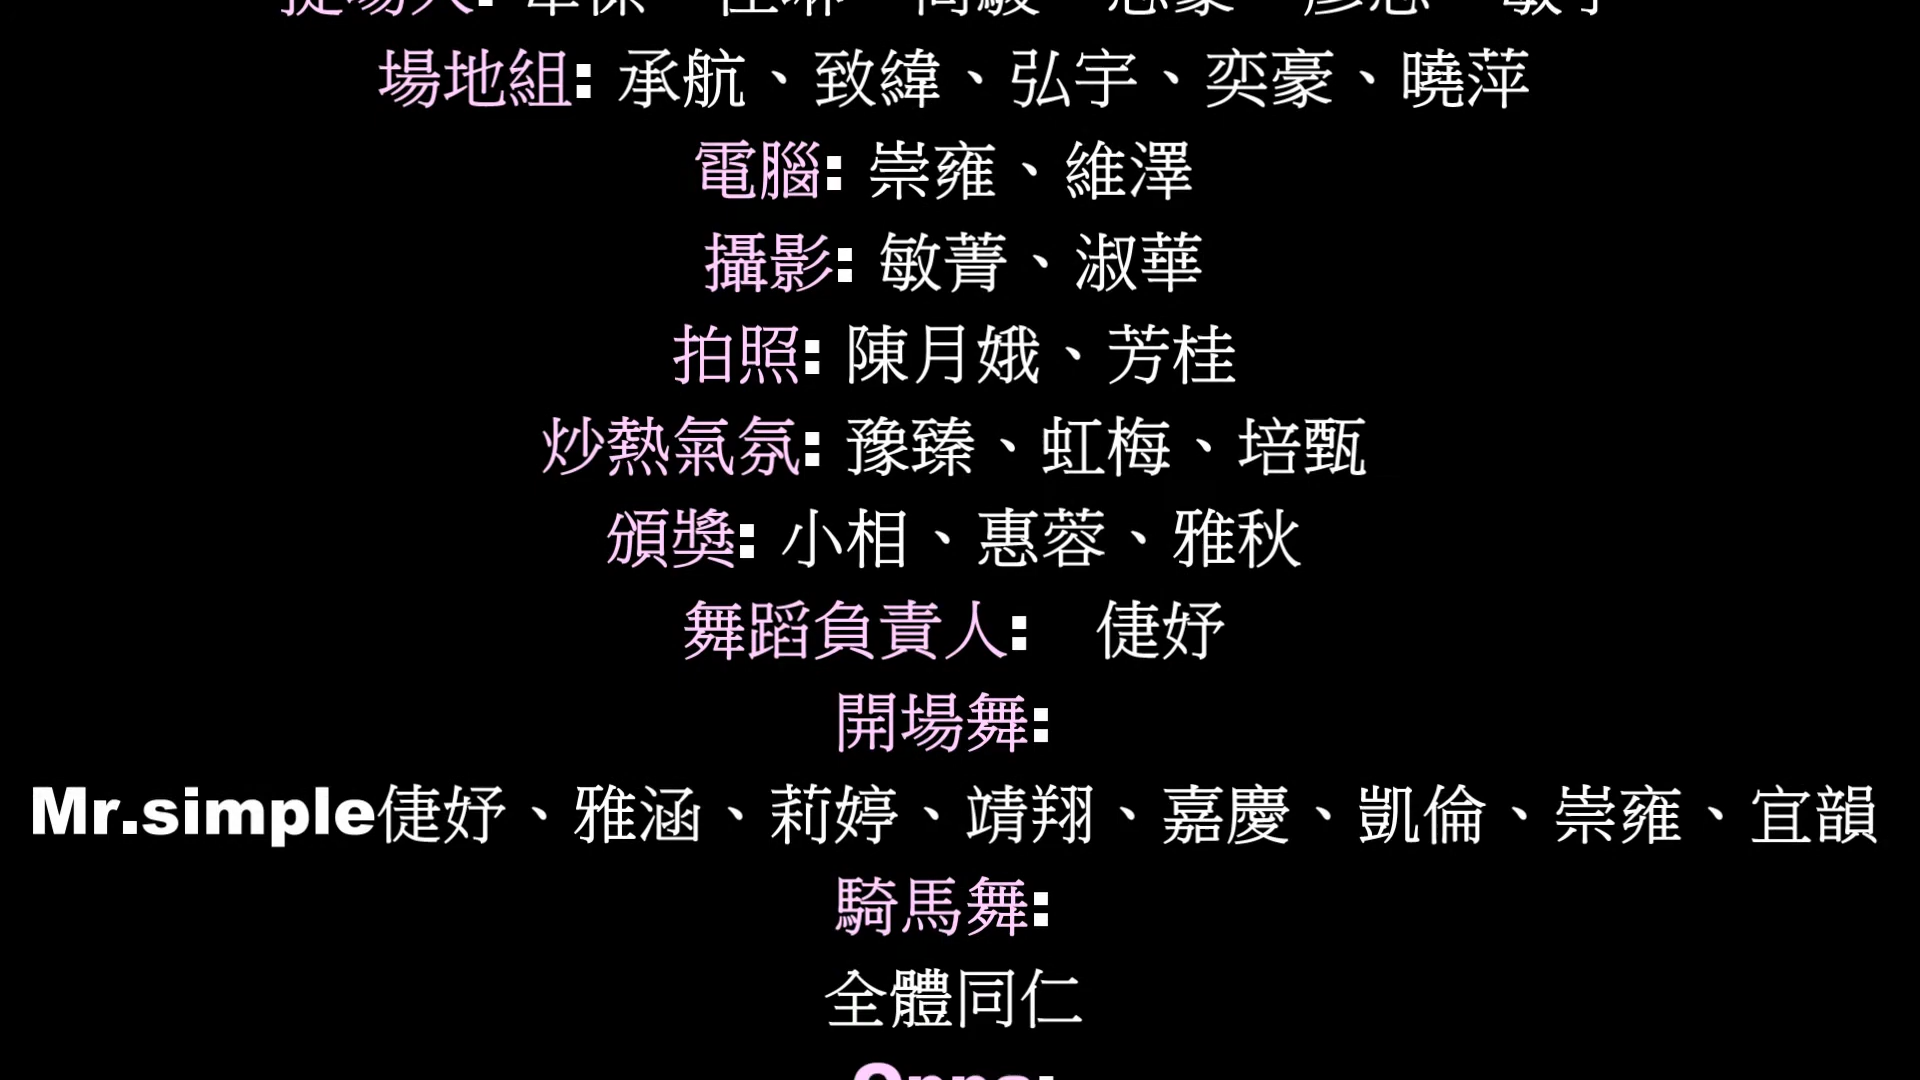 場地組: 承航、致緯、弘宇、奕豪、曉萍
電腦: 崇雍、維澤
攝影: 敏菁、淑華
拍照: 陳月娥、芳桂
炒熱氣氛: 豫臻、虹梅、培甄
頒獎: 小相、惠蓉、雅秋
舞蹈負責人: 倢妤
開場舞:
Mr.simple倢妤、雅涵、莉婷、靖翔、嘉慶、凱倫、崇雍、宜韻
騎馬舞:
全體同仁